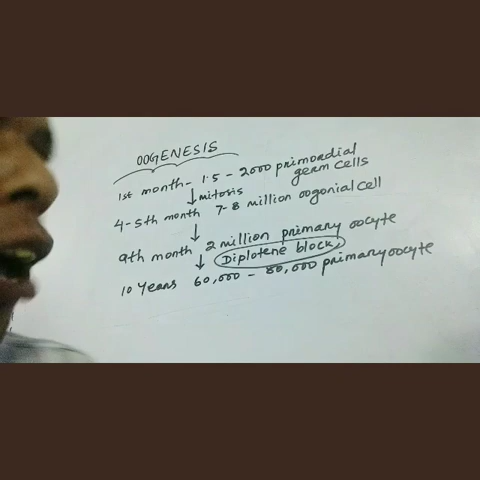 OOGENESIS
1st month - 1.5 - 2000 primordial germ cells
↓ mitosis
4-5th month 7-8 million oogonial cell
↓
9th month 2 million primary oocyte
↓ Diplotene block
10 Years 60,000 - 80,000 primary oocyte